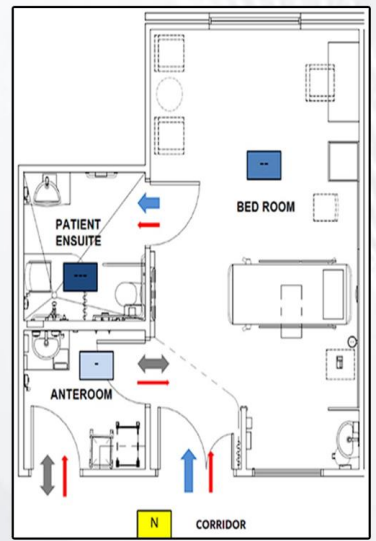 --
BED ROOM
PATIENT
ENSUITE
---
-
ANTEROOM
N
CORRIDOR